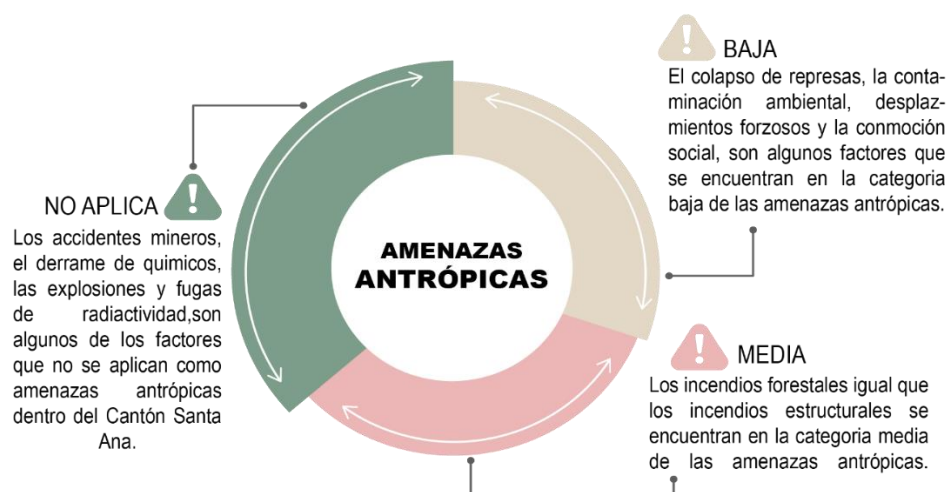 BAJA
El colapso de represas, la conta-
minación ambiental, desplaz-
mientos forzosos y la conmoción
social, son algunos factores que
se encuentran en la categoria
baja de las amenazas antrópicas.
NO APLICA
Los accidentes mineros,
el derrame de quimicos,
las explosiones y fugas
de radiactividad,son
algunos de los factores
que no se aplican como
amenazas antrópicas
dentro del Cantón Santa
Ana.
AMENAZAS
ANTRÓPICAS
MEDIA
Los incendios forestales igual que
los incendios estructurales se
encuentran en la categoria media
de las amenazas antrópicas.